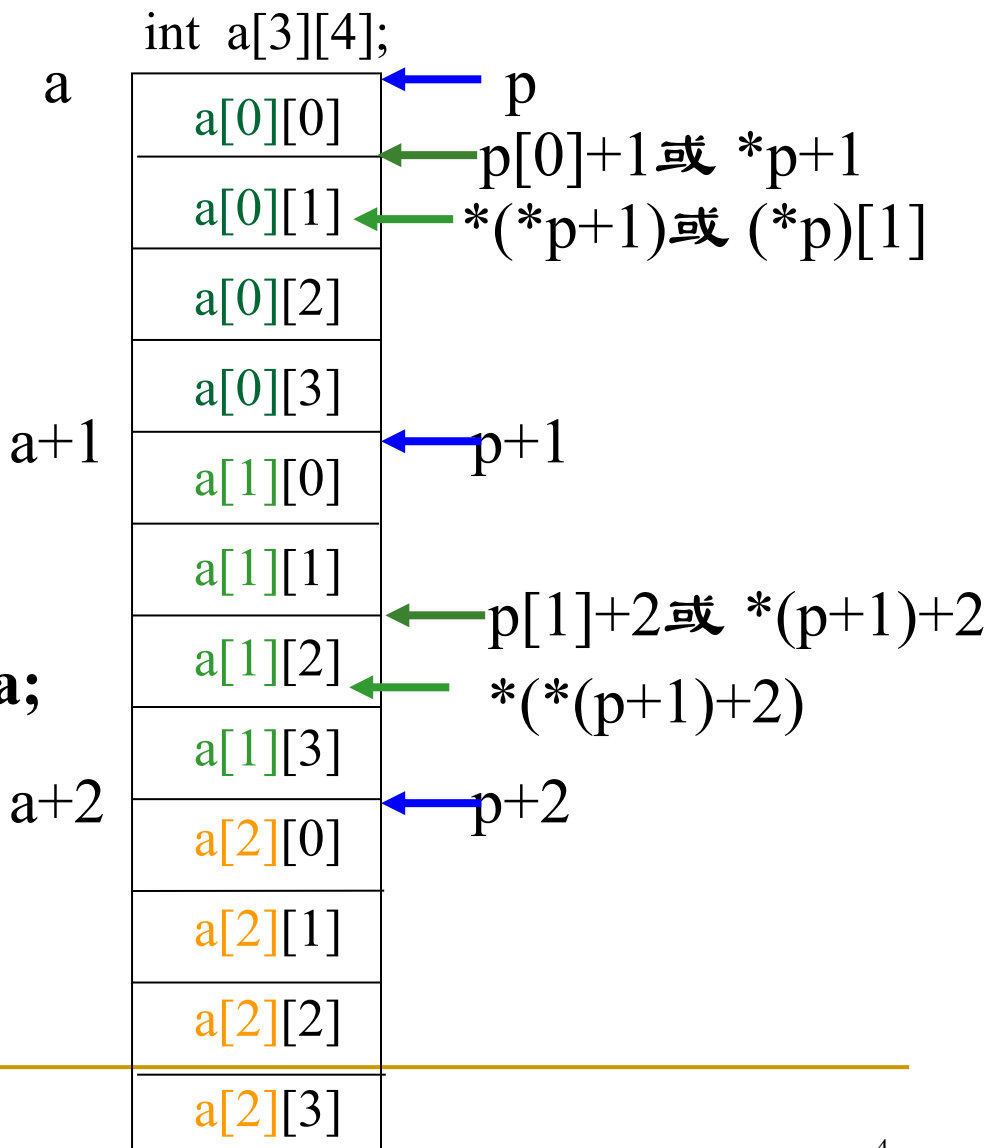 int a[3][4];
a
p
a[0][0]
p[0]+1或 *p+1
a[0][1]
*(*p+1)或 (*p)[1]
a[0][2]
a[0][3]
a+1
p+1
a[1][0]
a[1][1]
p[1]+2或 *(p+1)+2
a[1][2]
a;
*(*(p+1)+2)
a[1][3]
a+2
p+2
a[2][0]
a[2][1]
a[2][2]
a[2][3]